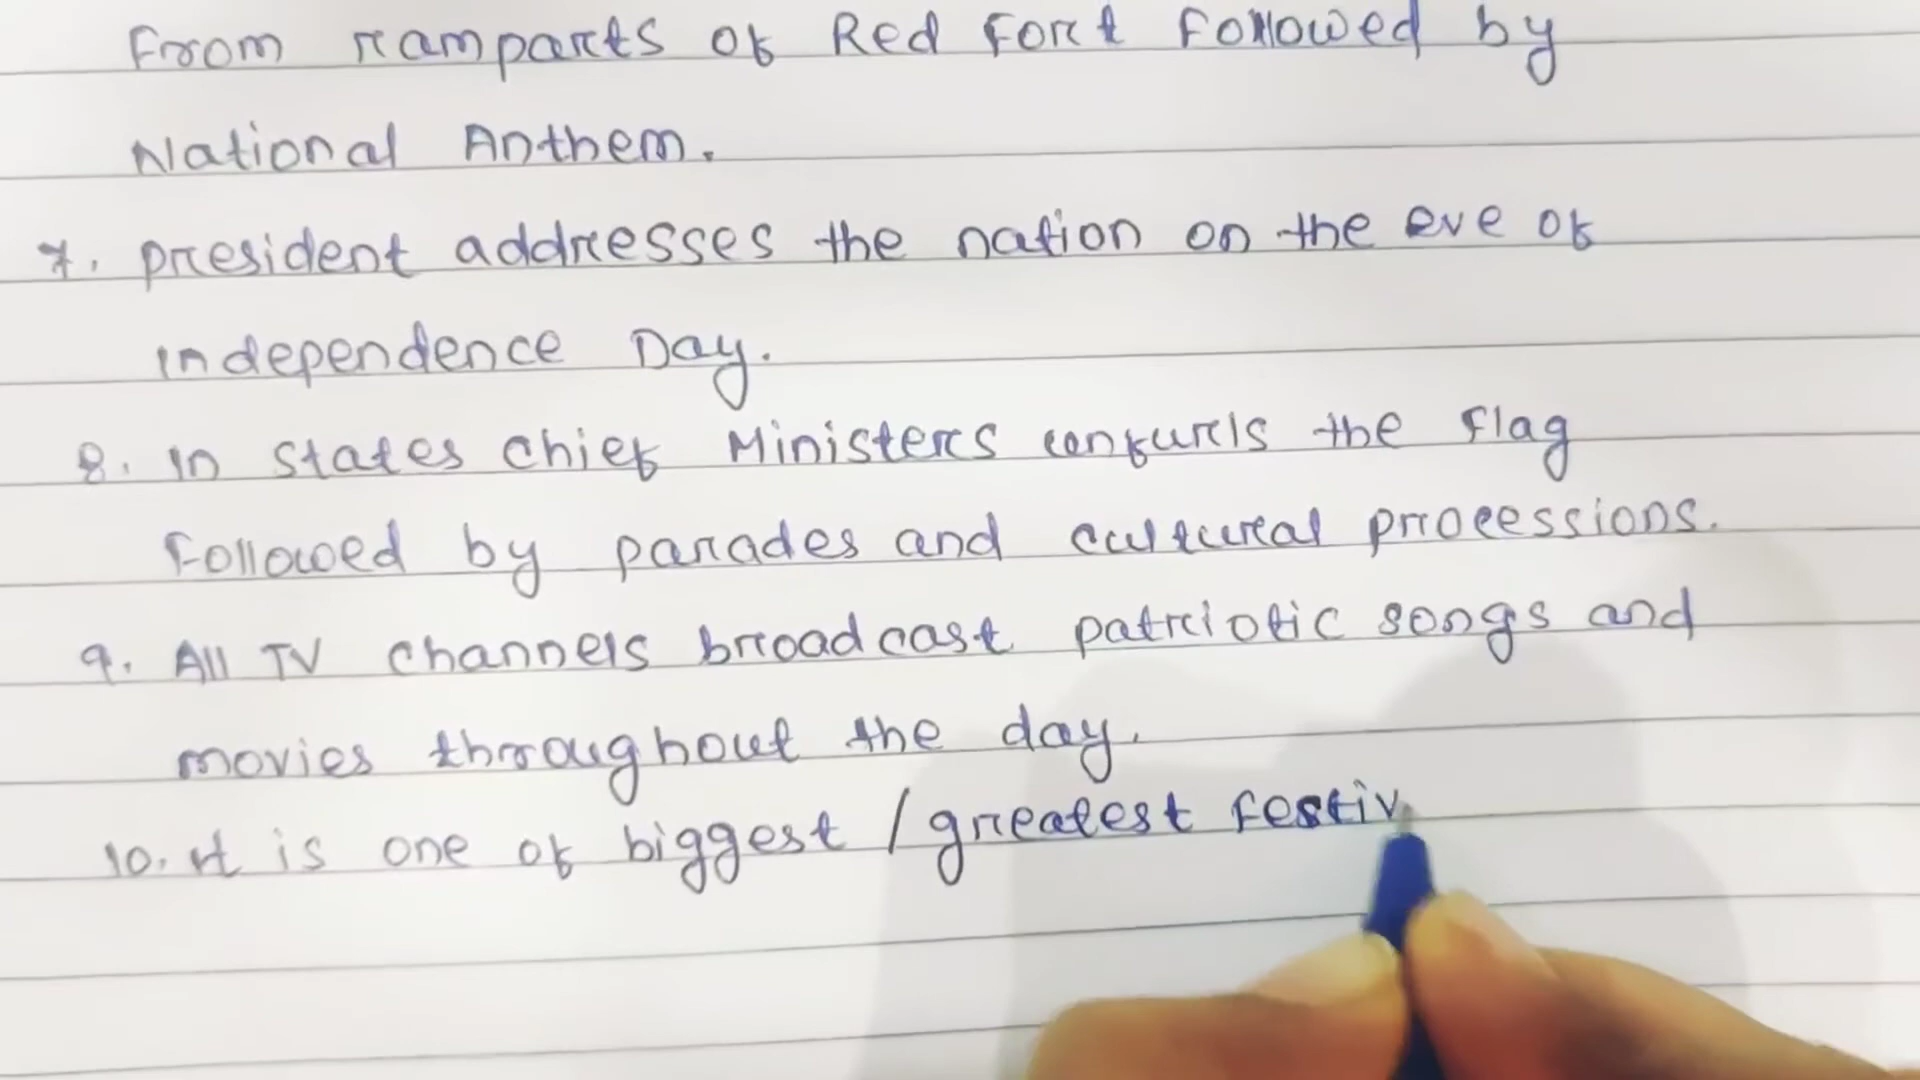 From ramparts of Red Fort Followed by
National Anthem.
7. president addresses the nation on the eve of
independence Day.
8. In states chief Ministers unfurls the flag
Followed by parades and cultural processions.
9. All TV channels broadcast patriotic songs and
movies throughout the day.
10. It is one of biggest / greatest festiv